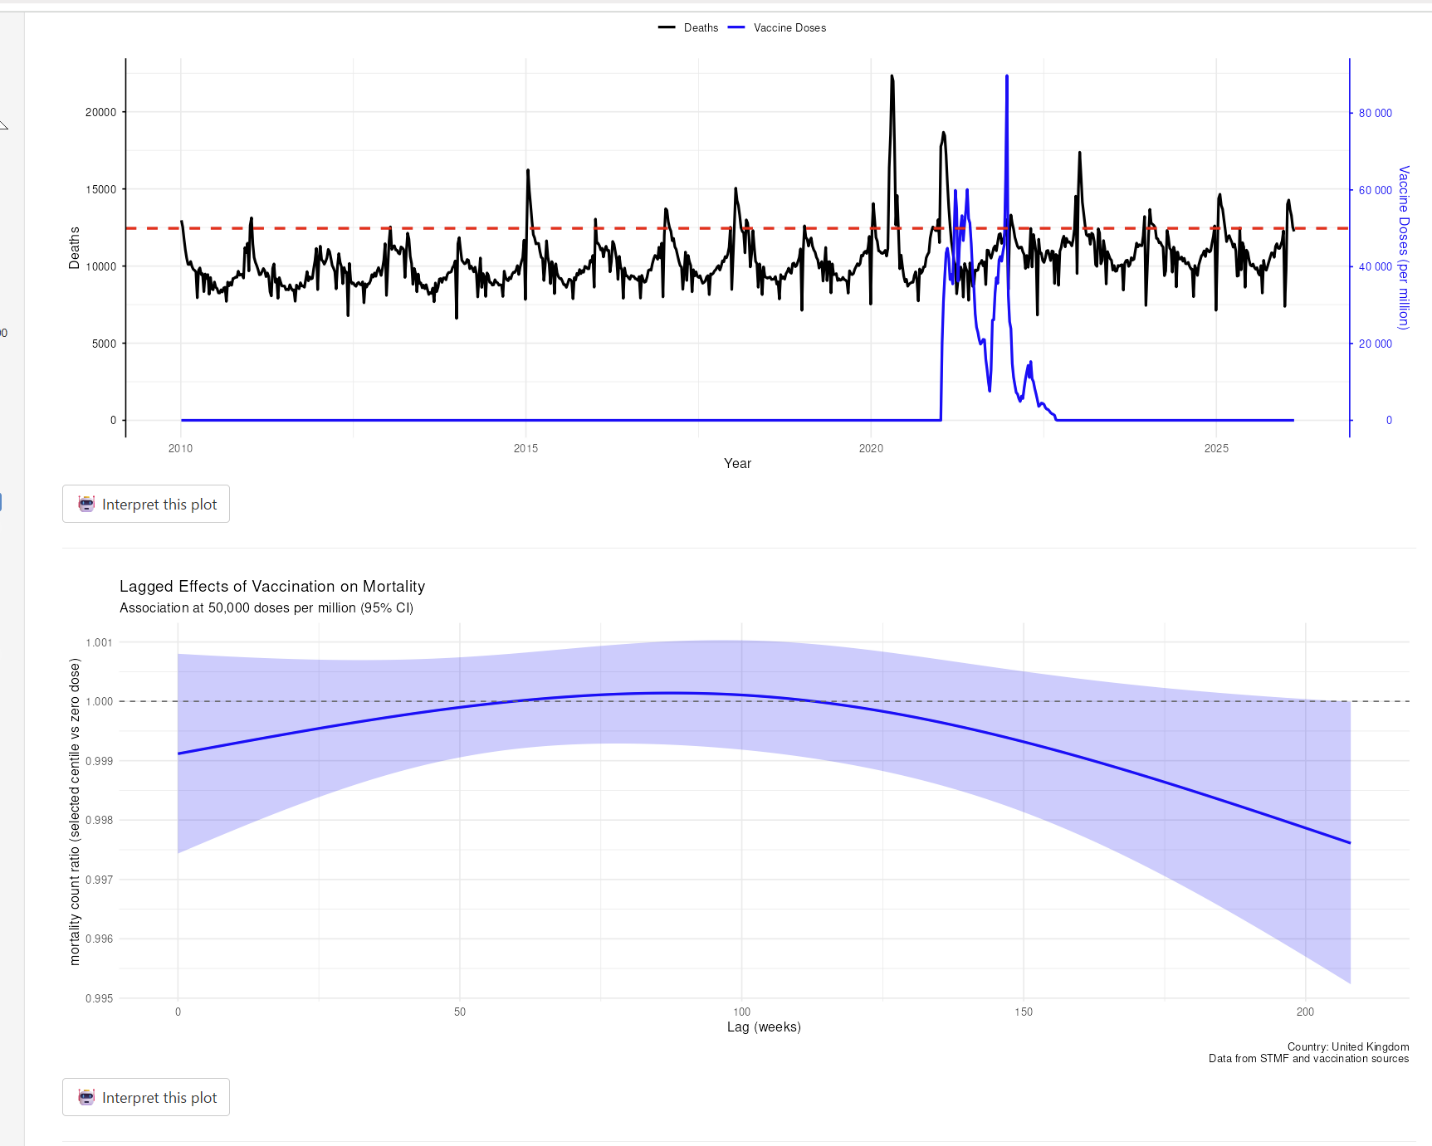 Deaths Vaccine Doses
20000
15000
10000
5000
0
Deaths
80 000
60 000
40 000
20 000
0
Vaccine Doses (per million)
2010 2015 2020 2025
Year
Interpret this plot
Lagged Effects of Vaccination on Mortality
Association at 50,000 doses per million (95% CI)
1.001
1.000
0.999
0.998
0.997
0.996
0.995
mortality count ratio (selected centile vs zero dose)
0 50 100 150 200
Lag (weeks)
Country: United Kingdom
Data from STMF and vaccination sources
Interpret this plot